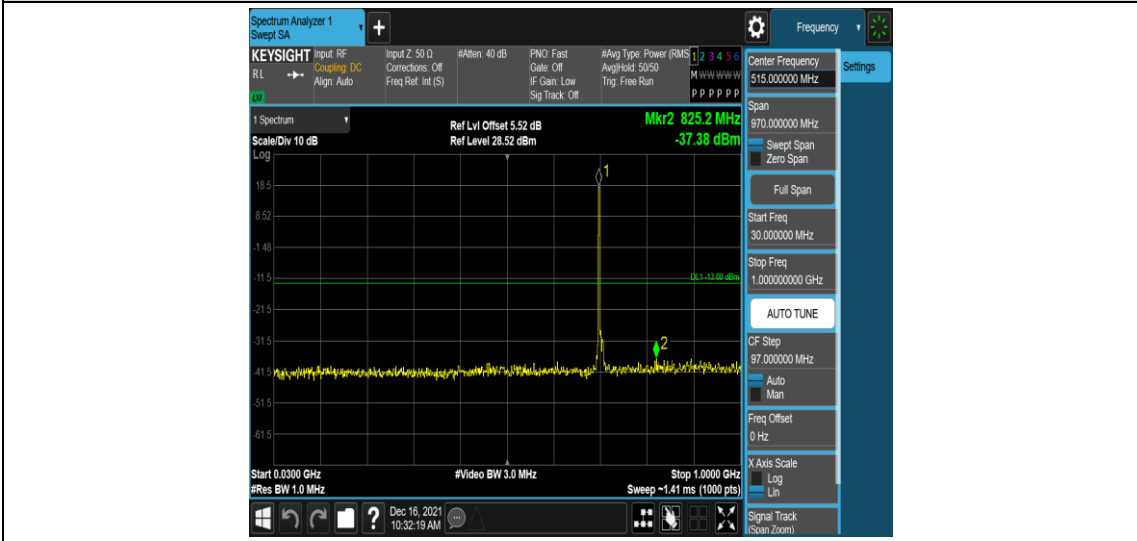 Spectrum Analyzer 1
Swept SA
+
Frequency
KEYSIGHT
RL
LXI
Input: RF
Coupling: DC
Align: Auto
Input Z: 50 Ω
Corrections: Off
Freq Ref: Int (S)
#Atten: 40 dB
PNO: Fast
Gate: Off
IF Gain: Low
Sig Track: Off
#Avg Type: Power (RMS
Avg|Hold: 50/50
Trig: Free Run
1 2 3 4 5 6
M W W W W W
P P P P P P
1 Spectrum
Scale/Div 10 dB
Ref Lvl Offset 5.52 dB
Ref Level 28.52 dBm
Mkr2 825.2 MHz
-37.38 dBm
Log
18.5
8.52
-1.48
-11.5
-21.5
-31.5
-41.5
-51.5
-61.5
1
DL1 -13.00 dBm
2
Start 0.0300 GHz
#Res BW 1.0 MHz
#Video BW 3.0 MHz
Stop 1.0000 GHz
Sweep ~1.41 ms (1000 pts)
?
Dec 16, 2021
10:32:19 AM
Center Frequency
515.000000 MHz
Settings
Span
970.000000 MHz
Swept Span
Zero Span
Full Span
Start Freq
30.000000 MHz
Stop Freq
1.000000000 GHz
AUTO TUNE
CF Step
97.000000 MHz
Auto
Man
Freq Offset
0 Hz
X Axis Scale
Log
Lin
Signal Track
(Span Zoom)